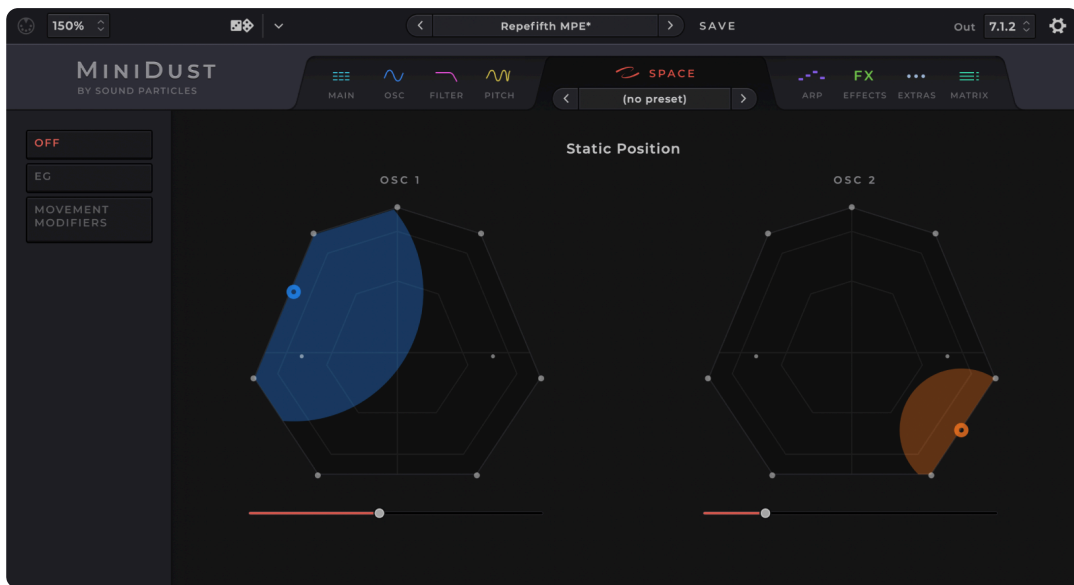 150%
Repefifth MPE*
SAVE
Out 7.1.2
MINIDUST
BY SOUND PARTICLES
MAIN
OSC
FILTER
PITCH
SPACE
(no preset)
FX
ARP
EFFECTS
EXTRAS
MATRIX
OFF
EG
MOVEMENT
MODIFIERS
Static Position
OSC 1
OSC 2